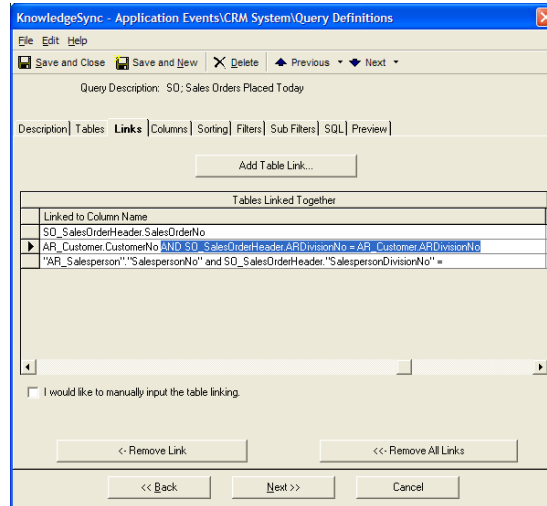 KnowledgeSync - Application Events\CRM System\Query Definitions
File Edit Help
Save and Close Save and New Delete Previous Next
Query Description: SO; Sales Orders Placed Today
Description Tables Links Columns Sorting Filters Sub Filters SQL Preview
Add Table Link...
Tables Linked Together
Linked to Column Name
SO_SalesOrderHeader.SalesOrderNo
AR_Customer.CustomerNo AND SO_SalesOrderHeader.ARDivisionNo = AR_Customer.ARDivisionNo
"AR_Salesperson"."SalespersonNo" and SO_SalesOrderHeader."SalespersonDivisionNo" =
I would like to manually input the table linking.
<- Remove Link <<- Remove All Links
<< Back Next >> Cancel